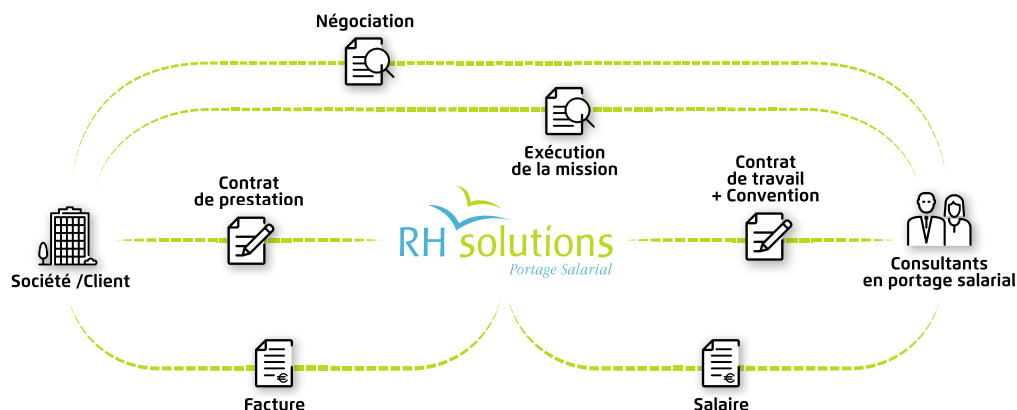 Négociation
Exécution
de la mission
Contrat
de prestation
Contrat
de travail
+ Convention
RH solutions
Portage Salarial
Société /Client
Consultants
en portage salarial
€
Facture
€
Salaire